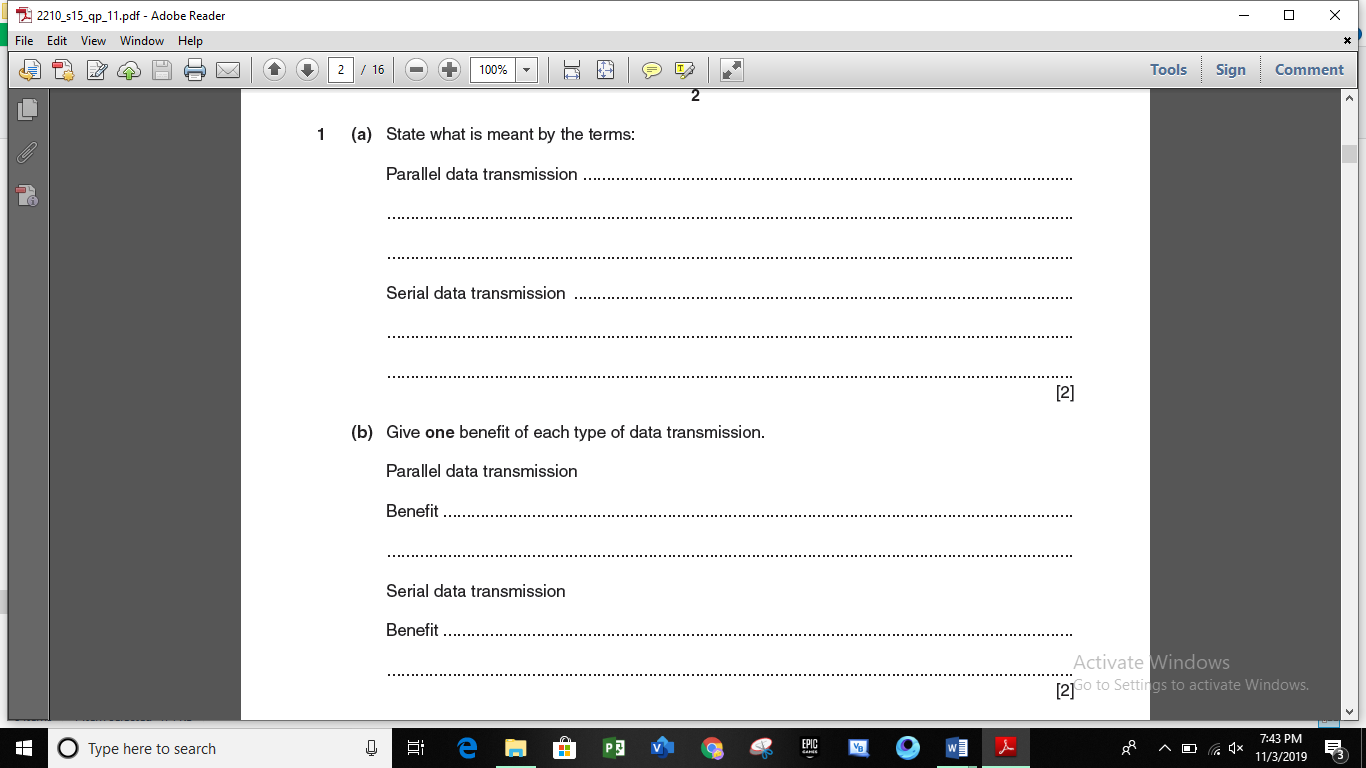 2210_s15_qp_11.pdf - Adobe Reader
File Edit View Window Help
2 / 16 100% Tools Sign Comment
2
1 (a) State what is meant by the terms:
Parallel data transmission ..........................................................................................................
....................................................................................................................................................
....................................................................................................................................................
Serial data transmission ............................................................................................................
....................................................................................................................................................
....................................................................................................................................................
[2]
(b) Give one benefit of each type of data transmission.
Parallel data transmission
Benefit ........................................................................................................................................
....................................................................................................................................................
Serial data transmission
Benefit ........................................................................................................................................
....................................................................................................................................................
[2]
Activate Windows
Go to Settings to activate Windows.
Type here to search
EPIC GAMES
7:43 PM
11/3/2019
3